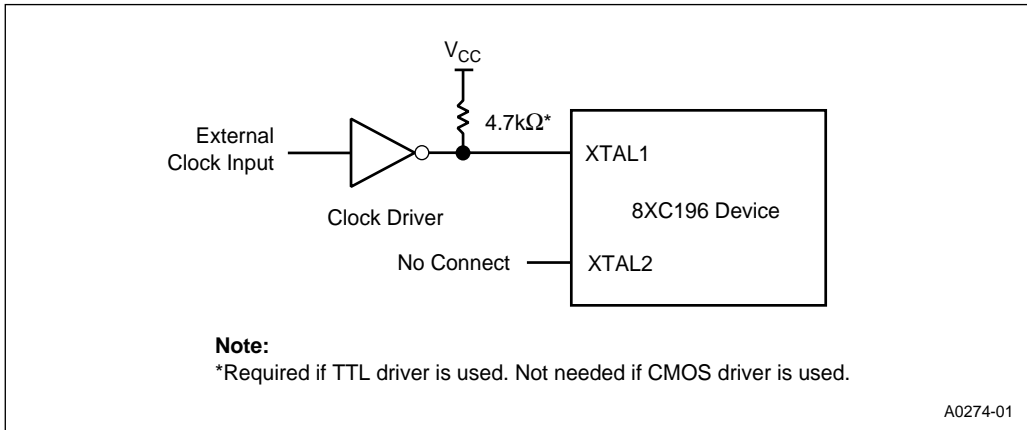 VCC
4.7kΩ*
External
Clock Input
XTAL1
Clock Driver
8XC196 Device
No Connect
XTAL2
Note:
*Required if TTL driver is used. Not needed if CMOS driver is used.
A0274-01